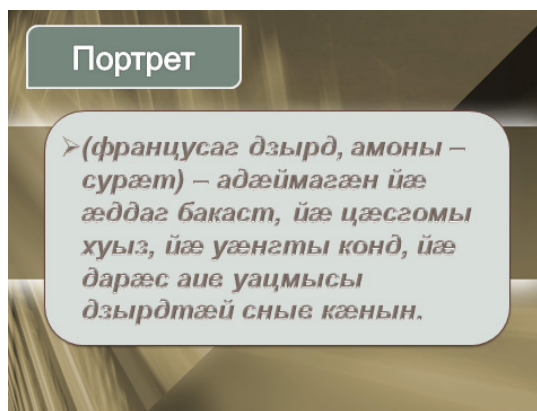 Портрет
(французаг дзырд, амоны –
сурæт) – адæймагæн йæ
æддаг бакаст, йæ цæсгомы
хуыз, йæ уæнгты конд, йæ
дарæс аив уацмысы
дзырдтæй сныв кæнын.